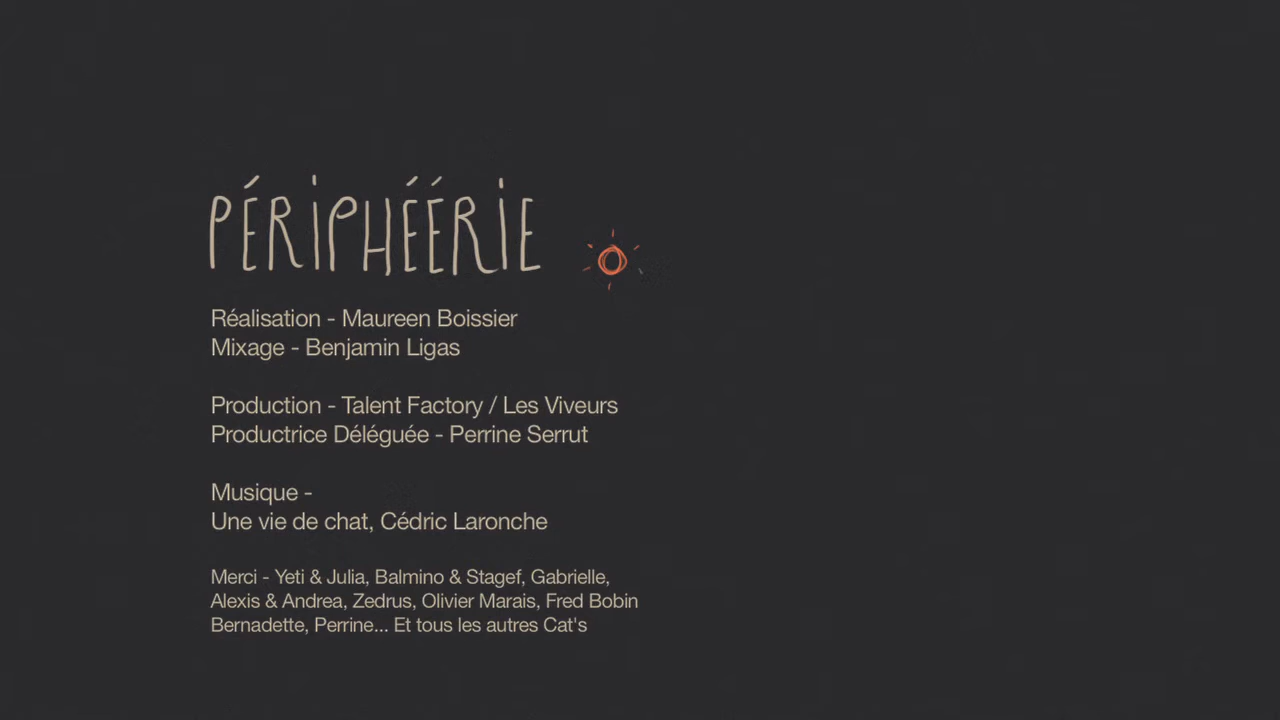 PÉRIPHÉÉRIE
Réalisation - Maureen Boissier
Mixage - Benjamin Ligas
Production - Talent Factory / Les Viveurs
Productrice Déléguée - Perrine Serrut
Musique -
Une vie de chat, Cédric Laronche
Merci - Yeti & Julia, Balmino & Stagef, Gabrielle,
Alexis & Andrea, Zedrus, Olivier Marais, Fred Bobin
Bernadette, Perrine... Et tous les autres Cat's